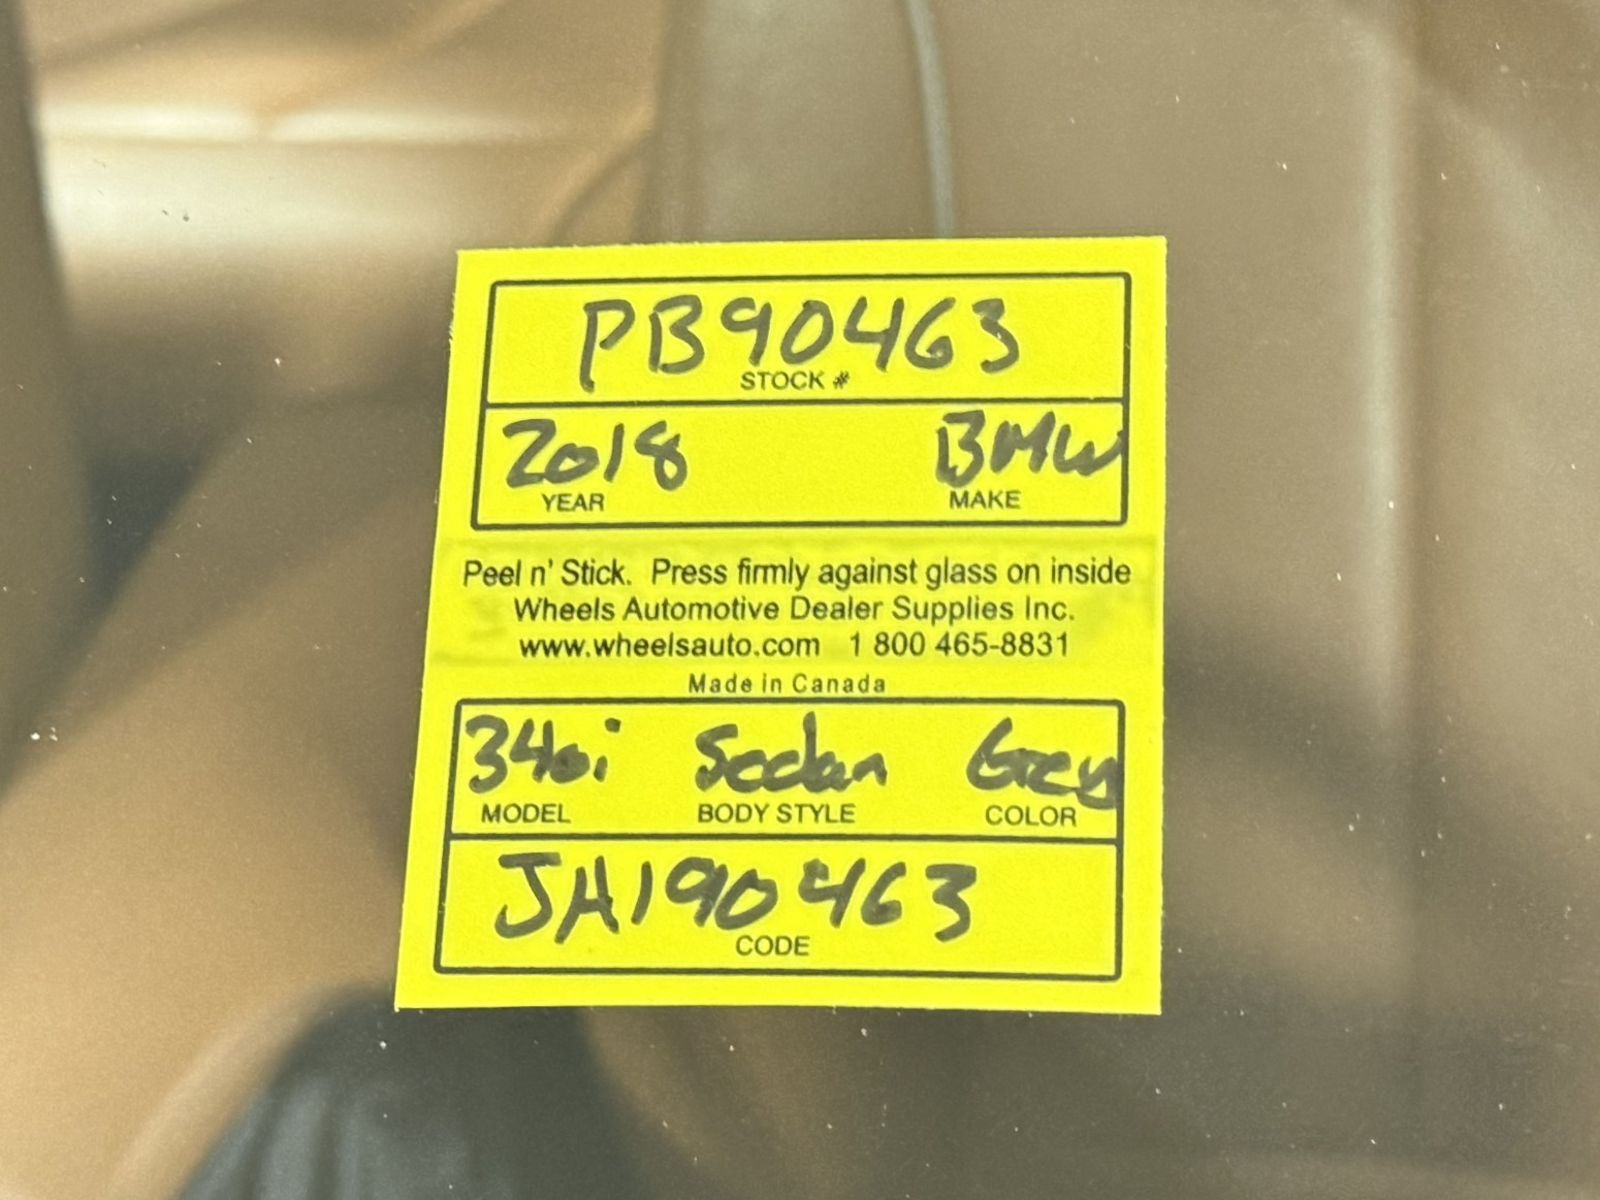 PB90463
STOCK #
2018 BMW
YEAR MAKE
Peel n' Stick. Press firmly against glass on inside
Wheels Automotive Dealer Supplies Inc.
www.wheelsauto.com 1 800 465-8831
Made in Canada
340i Sedan Grey
MODEL BODY STYLE COLOR
JA190463
CODE